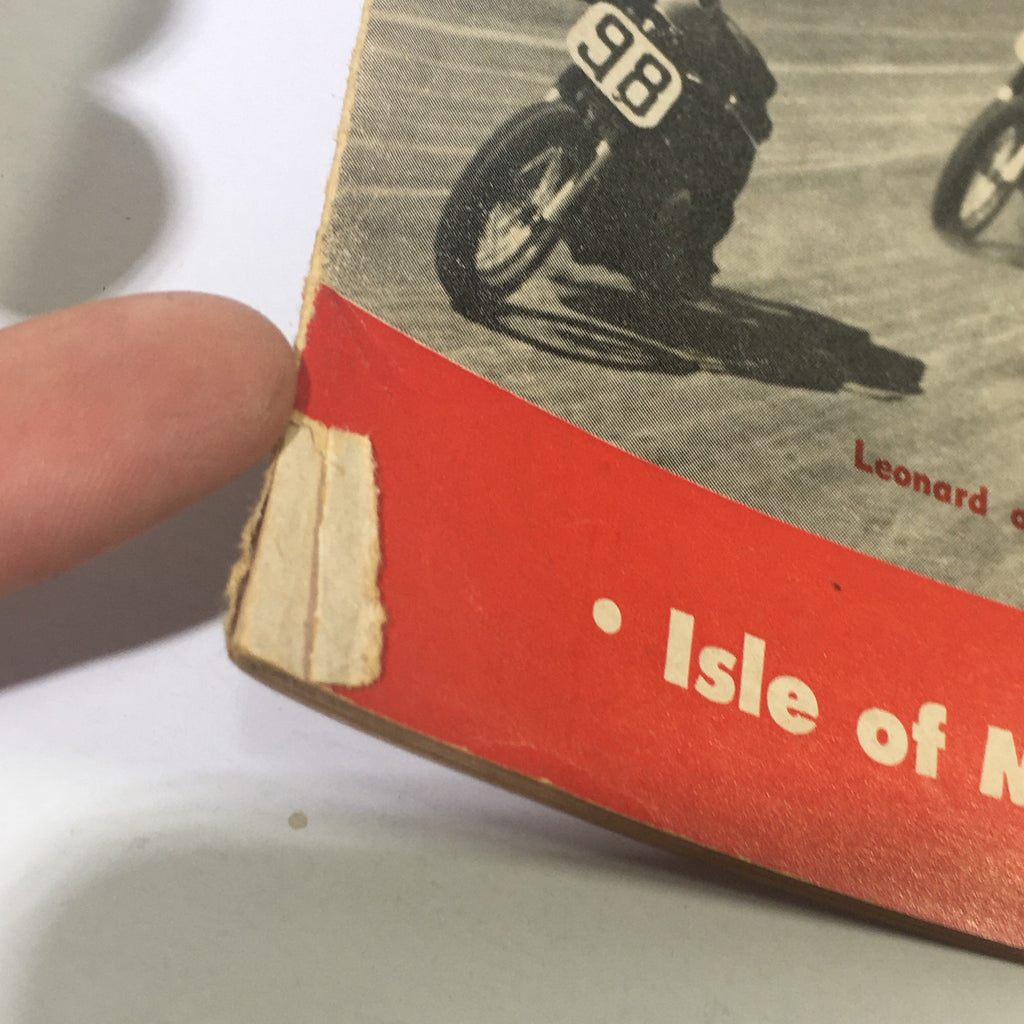 98
Leonard
• Isle of